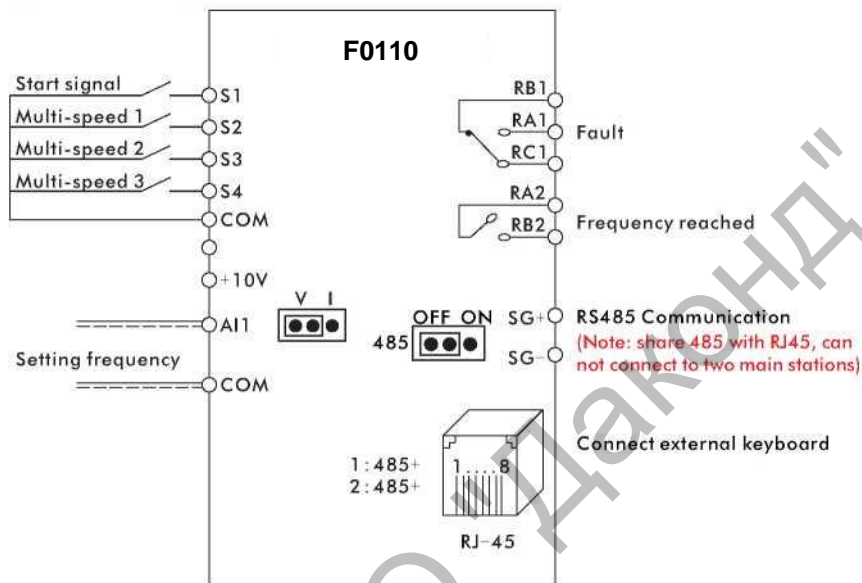 F0110
Start signal
S1
Multi-speed 1
S2
Multi-speed 2
S3
Multi-speed 3
S4
COM
+10V
V I
AI1
Setting frequency
COM
RB1
RA1
Fault
RC1
RA2
RB2
Frequency reached
OFF ON
485
SG+
RS485 Communication
(Note: share 485 with RJ45, can
not connect to two main stations)
SG-
Connect external keyboard
1:485+
2:485+
1....8
RJ-45
О "Даконд"